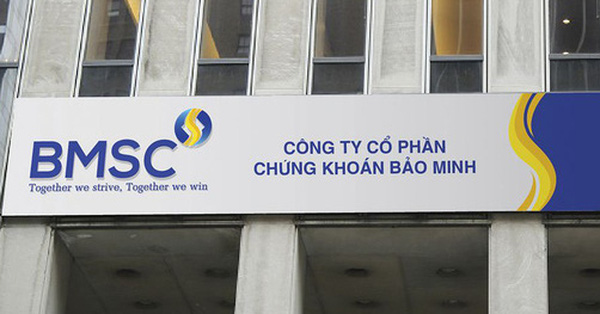 BMSC
Together we strive, Together we win
CÔNG TY CỔ PHẦN
CHỨNG KHOÁN BẢO MINH